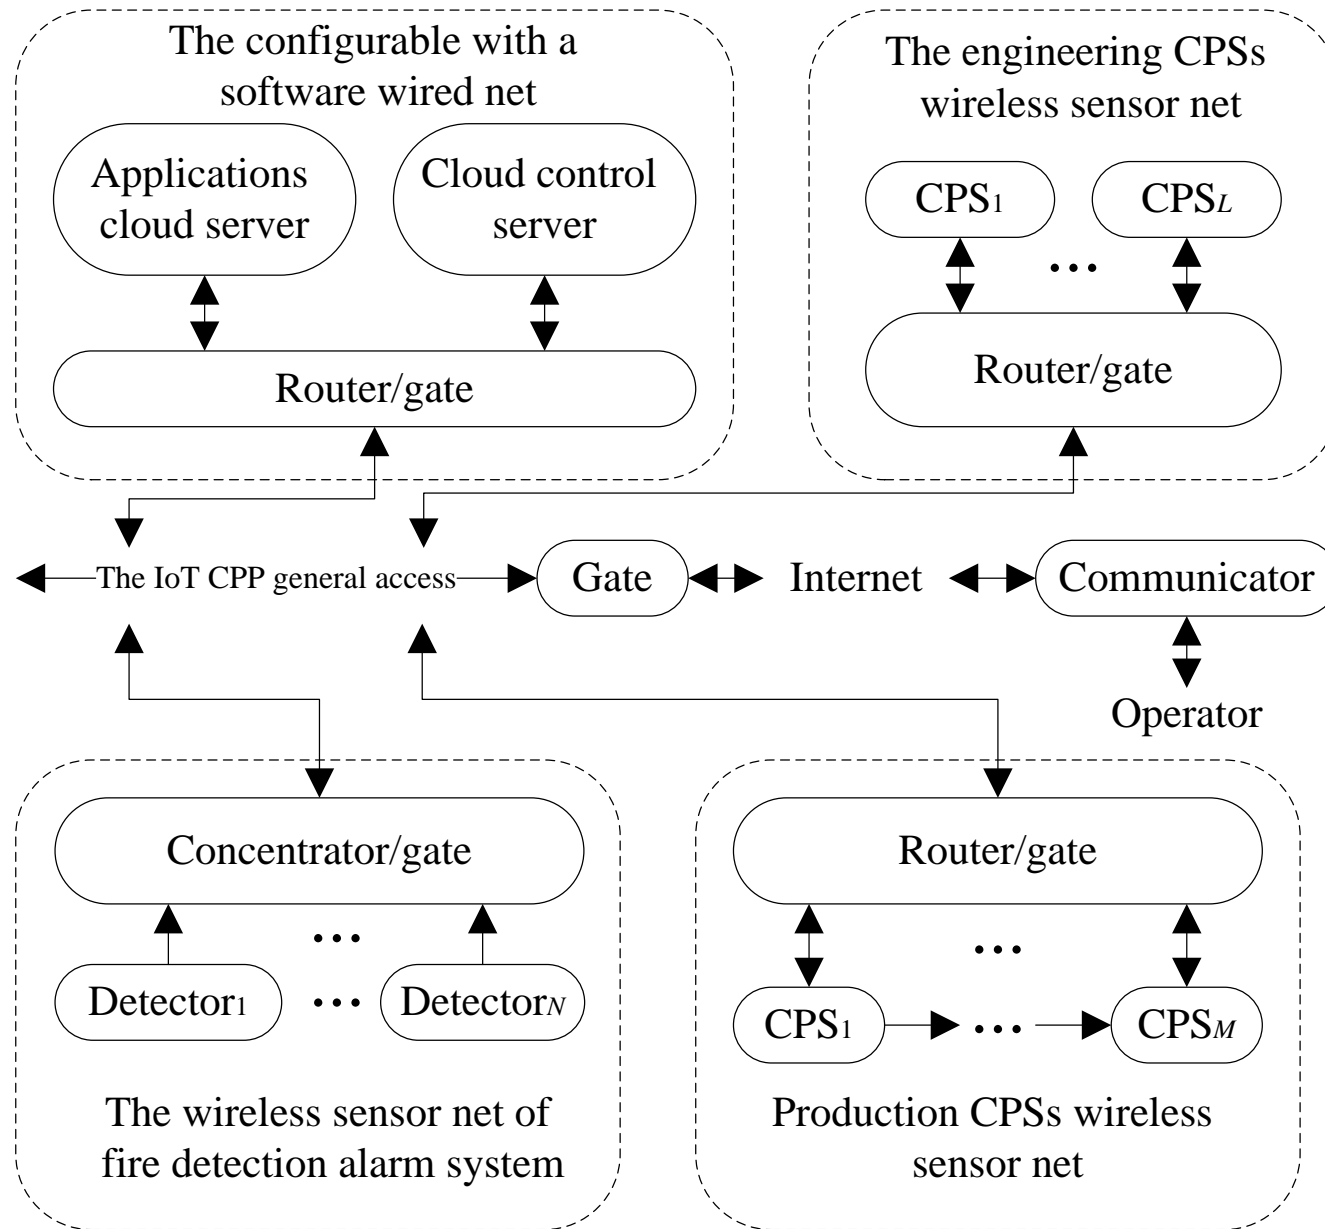 The configurable with a
software wired net
Applications
cloud server
Cloud control
server
Router/gate
The engineering CPSs
wireless sensor net
CPS1
...
CPSL
Router/gate
The IoT CPP general access
Gate
Internet
Communicator
Operator
Concentrator/gate
...
Detector1
...
DetectorN
The wireless sensor net of
fire detection alarm system
Router/gate
...
CPS1
...
CPSM
Production CPSs wireless
sensor net